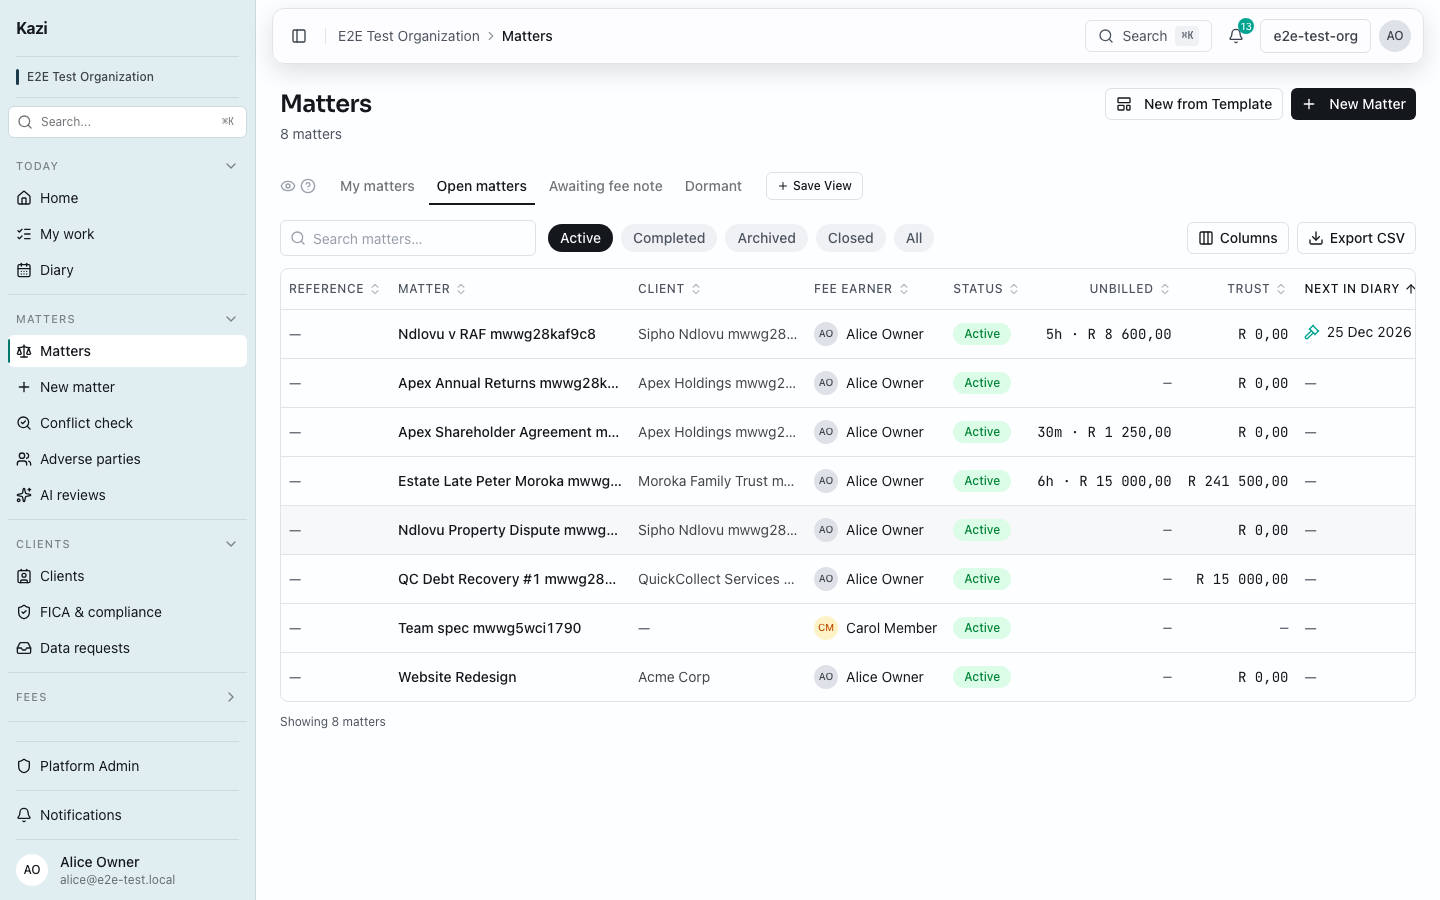 Kazi
E2E Test Organization
Search... ⌘K
TODAY
Home
My work
Diary
MATTERS
Matters
New matter
Conflict check
Adverse parties
AI reviews
CLIENTS
Clients
FICA & compliance
Data requests
FEES
Platform Admin
Notifications
AO Alice Owner
alice@e2e-test.local
E2E Test Organization > Matters
Search ⌘K
13
e2e-test-org
AO
Matters
8 matters
New from Template
+ New Matter
My matters Open matters Awaiting fee note Dormant + Save View
Search matters...
Active Completed Archived Closed All
Columns
Export CSV
REFERENCE MATTER CLIENT FEE EARNER STATUS UNBILLED TRUST NEXT IN DIARY ↑
— Ndlovu v RAF mwwg28kaf9c8 Sipho Ndlovu mwwg28... AO Alice Owner Active 5h · R 8 600,00 R 0,00 25 Dec 2026
— Apex Annual Returns mwwg28k... Apex Holdings mwwg2... AO Alice Owner Active — R 0,00 —
— Apex Shareholder Agreement m... Apex Holdings mwwg2... AO Alice Owner Active 30m · R 1 250,00 R 0,00 —
— Estate Late Peter Moroka mwwg... Moroka Family Trust m... AO Alice Owner Active 6h · R 15 000,00 R 241 500,00 —
— Ndlovu Property Dispute mwwg... Sipho Ndlovu mwwg28... AO Alice Owner Active — R 0,00 —
— QC Debt Recovery #1 mwwg28... QuickCollect Services ... AO Alice Owner Active — R 15 000,00 —
— Team spec mwwg5wci1790 — CM Carol Member Active — — —
— Website Redesign Acme Corp AO Alice Owner Active — R 0,00 —
Showing 8 matters